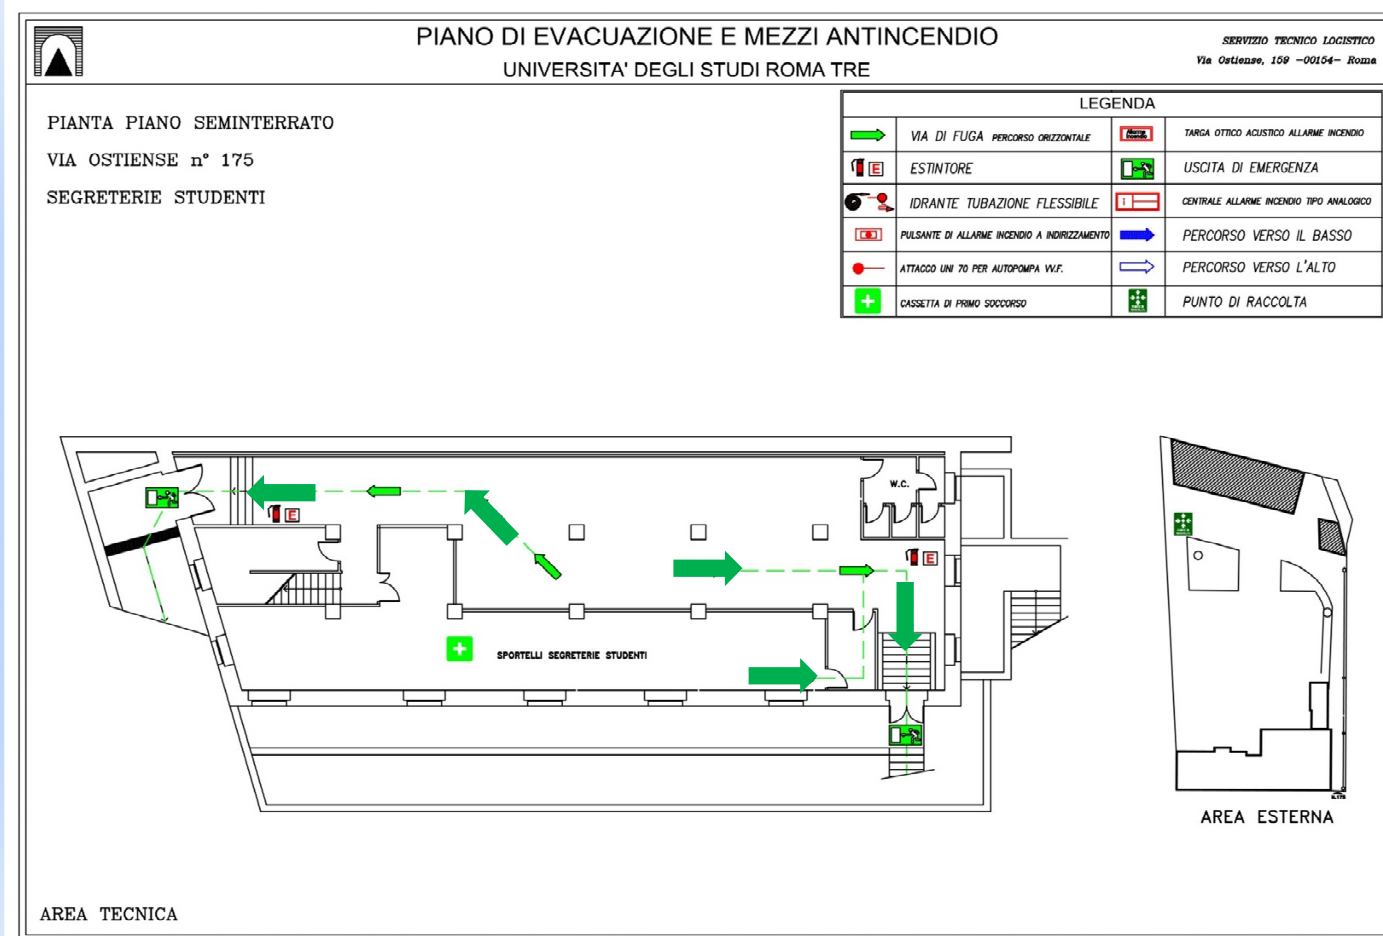 PIANO DI EVACUAZIONE E MEZZI ANTINCENDIO
UNIVERSITA' DEGLI STUDI ROMA TRE
SERVIZIO TECNICO LOGISTICO
Via Ostiense, 159 -00154- Roma
PIANTA PIANO SEMINTERRATO
VIA OSTIENSE n° 175
SEGRETERIE STUDENTI
LEGENDA
VIA DI FUGA PERCORSO ORIZZONTALE
Allarme Incendio
TARGA OTTICO ACUSTICO ALLARME INCENDIO
E
ESTINTORE
USCITA DI EMERGENZA
IDRANTE TUBAZIONE FLESSIBILE
CENTRALE ALLARME INCENDIO TIPO ANALOGICO
PULSANTE DI ALLARME INCENDIO A INDIRIZZAMENTO
PERCORSO VERSO IL BASSO
ATTACCO UNI 70 PER AUTOPOMPA VV.F.
PERCORSO VERSO L'ALTO
CASSETTA DI PRIMO SOCCORSO
PUNTO DI RACCOLTA
W.C.
E
E
SPORTELLI SEGRETERIE STUDENTI
n.175
AREA ESTERNA
AREA TECNICA